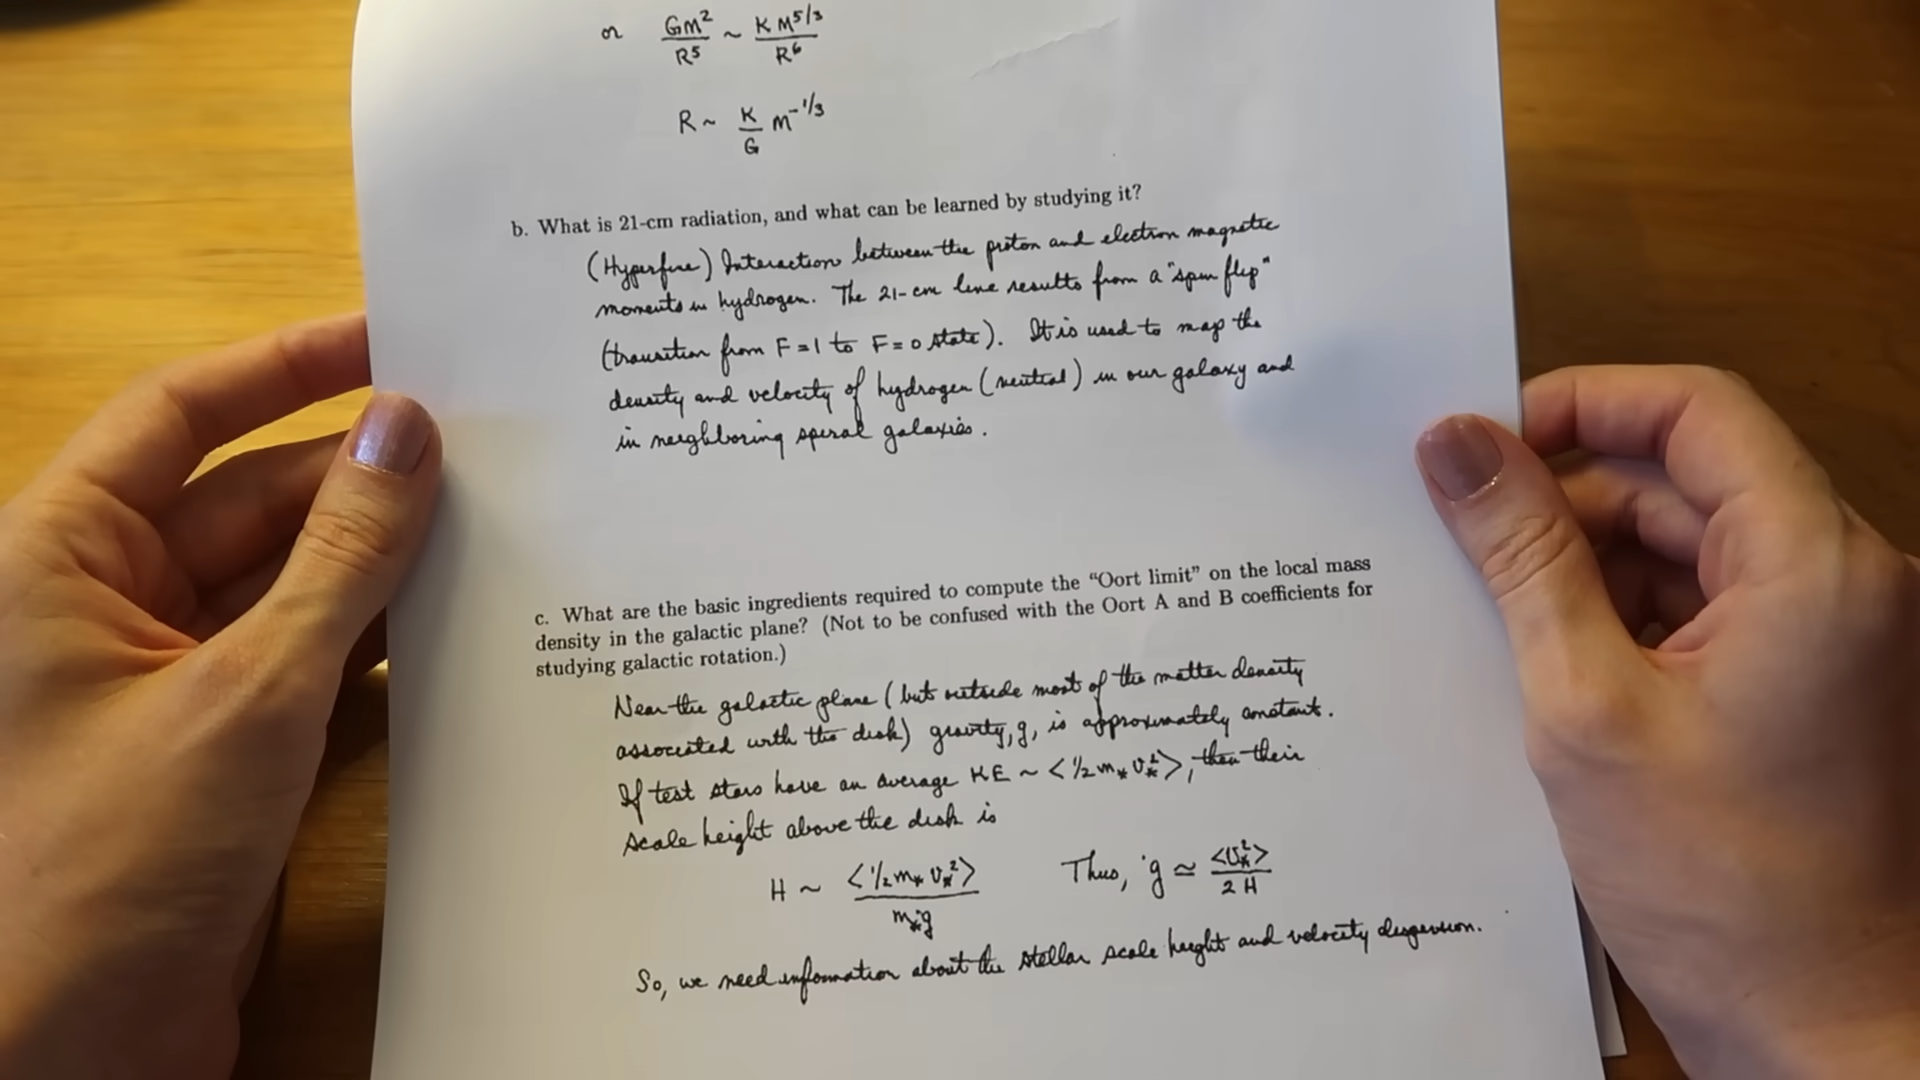 or GM²/R⁵ ~ K M^5/3/R⁶
R ~ K/G M^-1/3
b. What is 21-cm radiation, and what can be learned by studying it?
(Hyperfine) Interaction between the proton and electron magnetic
moments in hydrogen. The 21-cm line results from a "spin flip"
(transition from F=1 to F=0 state). It is used to map the
density and velocity of hydrogen (neutral) in our galaxy and
in neighboring spiral galaxies.
c. What are the basic ingredients required to compute the “Oort limit” on the local mass
density in the galactic plane? (Not to be confused with the Oort A and B coefficients for
studying galactic rotation.)
Near the galactic plane (but outside most of the matter density
associated with the disk) gravity, g, is approximately constant.
If test stars have an average KE ~ <½ m* v*²>, then their
scale height above the disk is
H ~ <½ m* v*²>/m*g Thus, g ≃ <v*²>/2H
So, we need information about the stellar scale height and velocity dispersion.